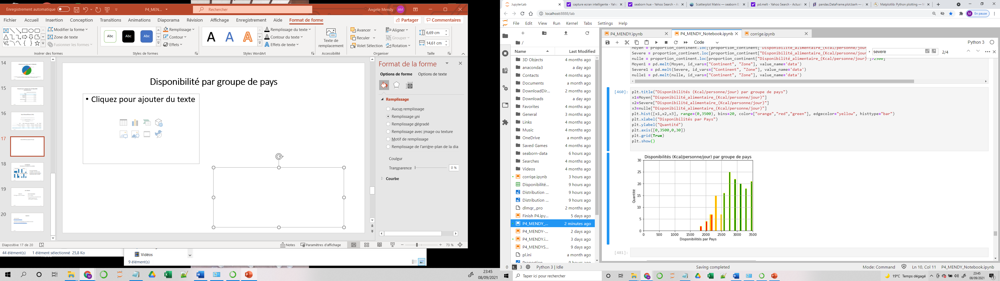 Enregistrement automatique
P4_MEN...
Rechercher
Angele Mendy
AM
Fichier Accueil Insertion Conception Transitions Animations Diaporama Révision Affichage Enregistrement Aide Format de forme
Partager
Commentaires
Modifier la forme
Zone de texte
Fusionner les formes
Insérer des formes
Abc Abc Abc
Remplissage
Contour
Effets
Styles de formes
A A A
Remplissage du texte
Contour du texte
Effets de texte
Styles WordArt
Texte de
remplacement
Accessibilité
Avancer
Reculer
Volet Sélection
Aligner
Grouper
Rotation
Organiser
6,69 cm
14,61 cm
Taille
14
15
16
17
18
19
20
Disponibilité par groupe de pays
• Cliquez pour ajouter du texte
Format de la forme
Options de forme Options de texte
Remplissage
Aucun remplissage
Remplissage uni
Remplissage dégradé
Remplissage avec image ou texture
Motif de remplissage
Remplissage de l'arrière-plan de la dia
Couleur
Transparence
0 %
Courbe
Diapositive 17 de 20
Notes
Paramètres d'affichage
73 %
44 élément(s) 1 élément sélectionné 25,8 Ko
Vidéos
9 élément(s)
23:45
08/09/2021
JupyterLab
capture ecran intelligente - Yaho
seaborn hue - Yahoo Search - Ac
Scatterplot Matrix — seaborn 0.
pd.melt - Yahoo Search - Actual
pandas.DataFrame.plot.barh —
Matplotlib: Python plotting — M
localhost:8888/lab
M En pause
File Edit View Run Kernel Tabs Settings Help
/
Name Last Modified
3D Objects 4 months ago
anaconda3 a day ago
Contacts 4 months ago
Documents a month ago
DownloadDir... 2 months ago
Downloads a day ago
Favorites 4 months ago
General 3 months ago
Links 4 months ago
Music 4 months ago
OneDrive a month ago
Saved Games 4 months ago
seaborn-data 6 hours ago
Searches 4 months ago
Videos 4 months ago
corrige.ipynb 3 hours ago
Disponibilité... 9 hours ago
Distribution ... 9 hours ago
Distribution ... 9 hours ago
dlmgr_.pro 2 months ago
Finish P4.ipy... 5 days ago
P4_MENDY_... 2 minutes ago
P4_MENDY-... 2 days ago
P4_MENDY.i... 3 days ago
P4_MENDYS... 9 days ago
pl.ini a month ago
Proportion 9 hours ago
P4_MENDY.ipynb
P4_MENDY_Notebook.ipynb
corrige.ipynb
Code
Python 3
severe
2/4
Moyen = proportion_continent.loc[(proportion_continent["Disponibilité_alimentaire_(Kcal/personne/jour
Severe = proportion_continent.loc[proportion_continent["Disponibilité_alimentaire_(Kcal/personne/jour
nulle = proportion_continent.loc[proportion_continent["Disponibilité_alimentaire_(Kcal/personne/jour)"]>2500]
Moyen1 = pd.melt(Moyen, id_vars=["Continent", "Zone"], value_name='data')
Severe1 = pd.melt(Severe, id_vars=["Continent", "Zone"], value_name='data')
nulle1 = pd.melt(nulle, id_vars=["Continent", "Zone"], value_name='data')
[460]:
plt.title("Disponibilités (Kcal/personne/jour) par groupe de pays")
x1=Moyen["Disponibilité_alimentaire_(Kcal/personne/jour)"]
x2=Severe["Disponibilité_alimentaire_(Kcal/personne/jour)"]
x3=nulle["Disponibilité_alimentaire_(Kcal/personne/jour)"]
plt.hist([x1,x2,x3], range=(0,3500), bins=20, color=["orange","red","green"], edgecolor="yellow", histtype="bar")
plt.xlabel("Disponibilités par Pays")
plt.ylabel("Quantité")
plt.axis([0,3500,0,30])
plt.grid(True)
plt.show()
Disponibilités (Kcal/personne/jour) par groupe de pays
30
25
20
15
10
5
0
Quantité
0 500 1000 1500 2000 2500 3000 3500
Disponibilités par Pays
[481]:
0 3 Python 3 | Idle
Saving completed
Mode: Command
Ln 10, Col 11 P4_MENDY_Notebook.ipynb
Taper ici pour rechercher
19°C Temps dégagé
23:45
08/09/2021